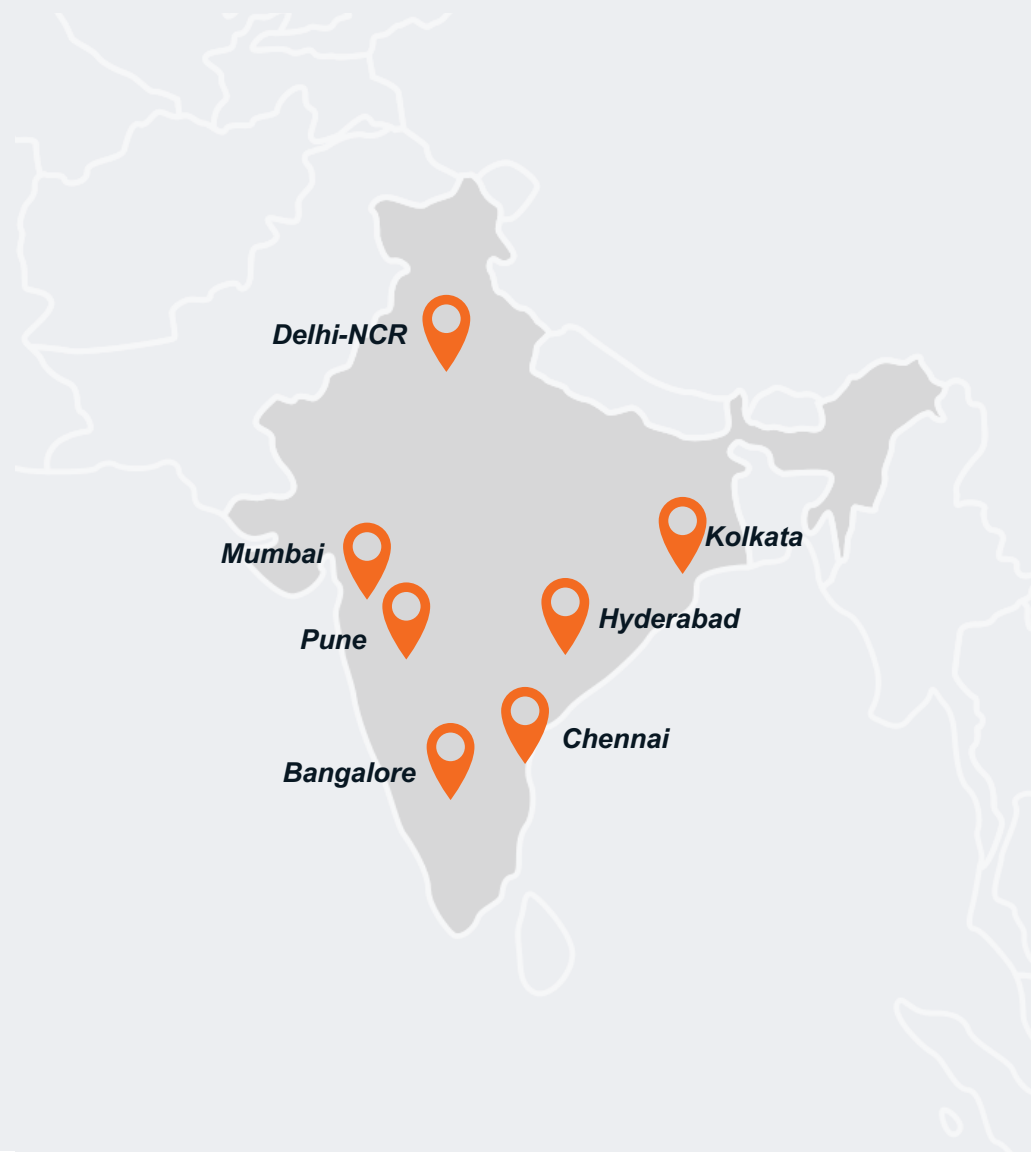 Delhi-NCR
Kolkata
Mumbai
Hyderabad
Pune
Chennai
Bangalore